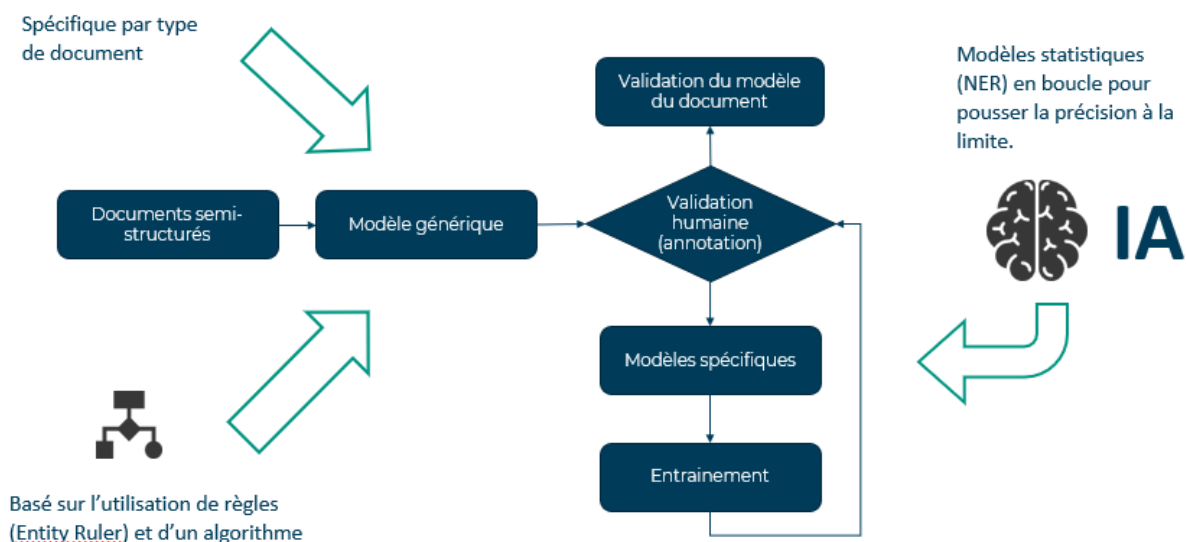 Spécifique par type
de document
Validation du modèle
du document
Modèles statistiques
(NER) en boucle pour
pousser la précision à la
limite.
Documents semi-
structurés
Modèle générique
Validation
humaine
(annotation)
IA
Modèles spécifiques
Entrainement
Basé sur l’utilisation de règles
(Entity Ruler) et d’un algorithme